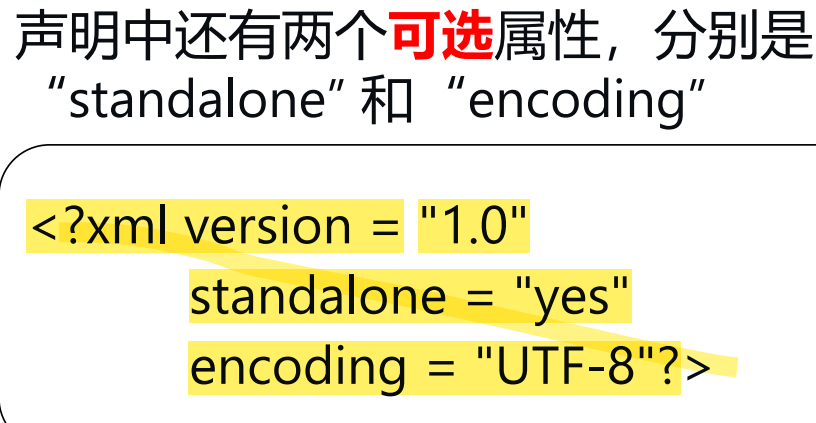 声明中还有两个可选属性，分别是
“standalone” 和 “encoding”
<?xml version = "1.0"
standalone = "yes"
encoding = "UTF-8"?>